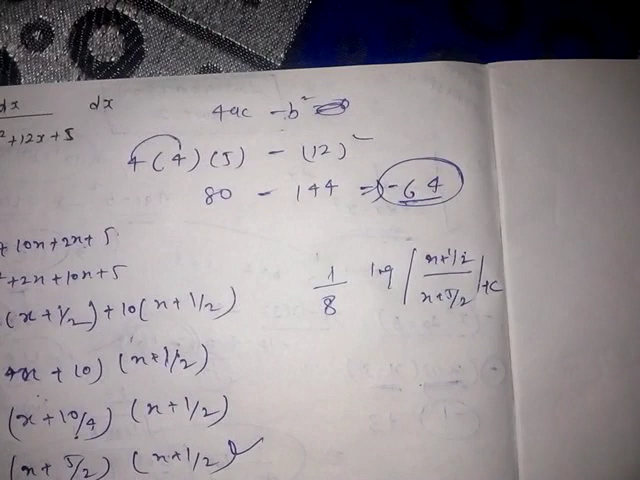 dx dx
²+12x+5
4ac - b²
4(4)(5) - (12)²
80 - 144 ⇒ -64
+10x+2x+5
²+2x+10x+5
(x+1/2)+10(x+1/2)
1/8 log |x+1/2 / x+5/2| +c
4x+10) (x+1/2)
(x+10/4) (x+1/2)
(x+5/2) (x+1/2)